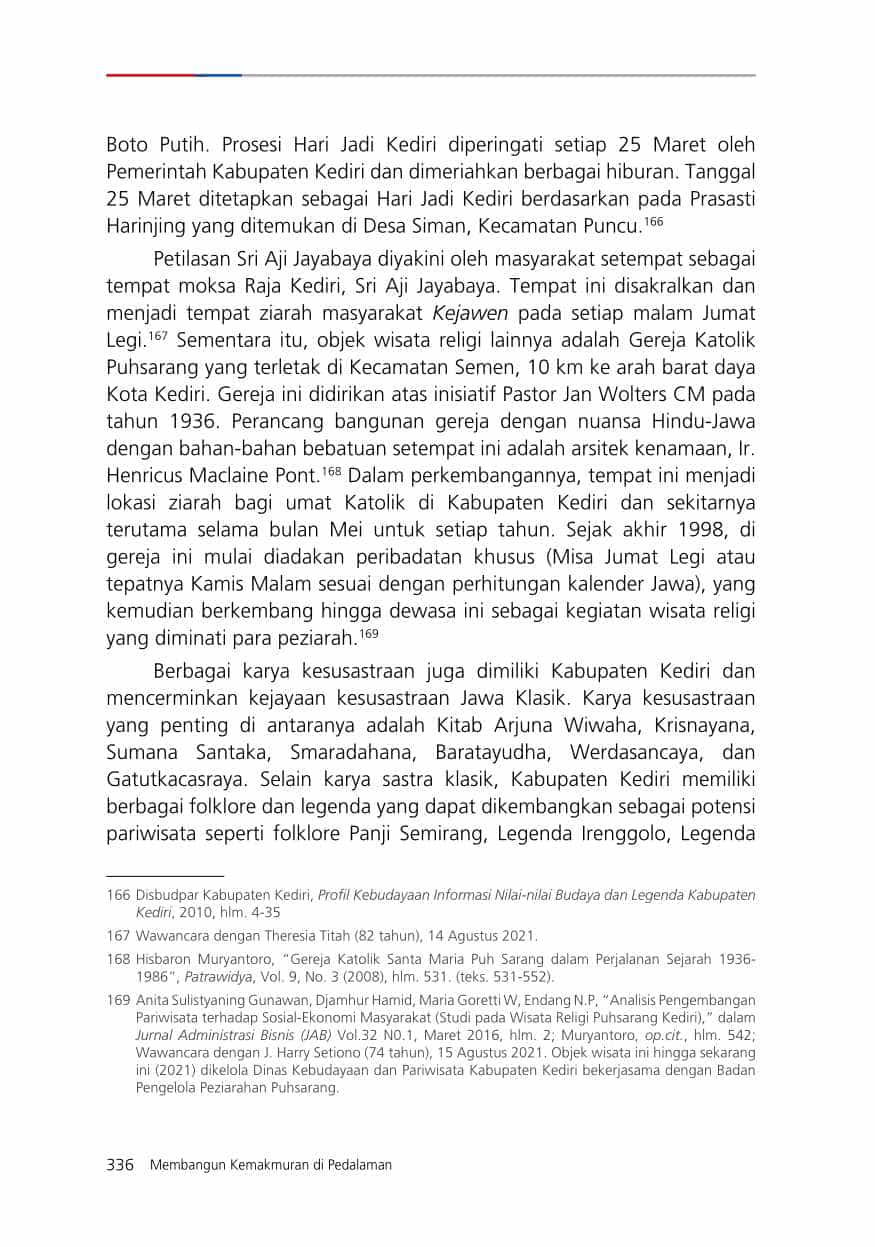 Boto Putih. Prosesi Hari Jadi Kediri diperingati setiap 25 Maret oleh
Pemerintah Kabupaten Kediri dan dimeriahkan berbagai hiburan. Tanggal
25 Maret ditetapkan sebagai Hari Jadi Kediri berdasarkan pada Prasasti
Harinjing yang ditemukan di Desa Siman, Kecamatan Puncu.166
Petilasan Sri Aji Jayabaya diyakini oleh masyarakat setempat sebagai
tempat moksa Raja Kediri, Sri Aji Jayabaya. Tempat ini disakralkan dan
menjadi tempat ziarah masyarakat Kejawen pada setiap malam Jumat
Legi.167 Sementara itu, objek wisata religi lainnya adalah Gereja Katolik
Puhsarang yang terletak di Kecamatan Semen, 10 km ke arah barat daya
Kota Kediri. Gereja ini didirikan atas inisiatif Pastor Jan Wolters CM pada
tahun 1936. Perancang bangunan gereja dengan nuansa Hindu-Jawa
dengan bahan-bahan bebatuan setempat ini adalah arsitek kenamaan, Ir.
Henricus Maclaine Pont.168 Dalam perkembangannya, tempat ini menjadi
lokasi ziarah bagi umat Katolik di Kabupaten Kediri dan sekitarnya
terutama selama bulan Mei untuk setiap tahun. Sejak akhir 1998, di
gereja ini mulai diadakan peribadatan khusus (Misa Jumat Legi atau
tepatnya Kamis Malam sesuai dengan perhitungan kalender Jawa), yang
kemudian berkembang hingga dewasa ini sebagai kegiatan wisata religi
yang diminati para peziarah.169
Berbagai karya kesusastraan juga dimiliki Kabupaten Kediri dan
mencerminkan kejayaan kesusastraan Jawa Klasik. Karya kesusastraan
yang penting di antaranya adalah Kitab Arjuna Wiwaha, Krisnayana,
Sumana Santaka, Smaradahana, Baratayudha, Werdasancaya, dan
Gatutkacasraya. Selain karya sastra klasik, Kabupaten Kediri memiliki
berbagai folklore dan legenda yang dapat dikembangkan sebagai potensi
pariwisata seperti folklore Panji Semirang, Legenda Irenggolo, Legenda
166 Disbudpar Kabupaten Kediri, Profil Kebudayaan Informasi Nilai-nilai Budaya dan Legenda Kabupaten
Kediri, 2010, hlm. 4-35
167 Wawancara dengan Theresia Titah (82 tahun), 14 Agustus 2021.
168 Hisbaron Muryantoro, “Gereja Katolik Santa Maria Puh Sarang dalam Perjalanan Sejarah 1936-
1986”, Patrawidya, Vol. 9, No. 3 (2008), hlm. 531. (teks. 531-552).
169 Anita Sulistyaning Gunawan, Djamhur Hamid, Maria Goretti W, Endang N.P, “Analisis Pengembangan
Pariwisata terhadap Sosial-Ekonomi Masyarakat (Studi pada Wisata Religi Puhsarang Kediri),” dalam
Jurnal Administrasi Bisnis (JAB) Vol.32 N0.1, Maret 2016, hlm. 2; Muryantoro, op.cit., hlm. 542;
Wawancara dengan J. Harry Setiono (74 tahun), 15 Agustus 2021. Objek wisata ini hingga sekarang
ini (2021) dikelola Dinas Kebudayaan dan Pariwisata Kabupaten Kediri bekerjasama dengan Badan
Pengelola Peziarahan Puhsarang.
336 Membangun Kemakmuran di Pedalaman